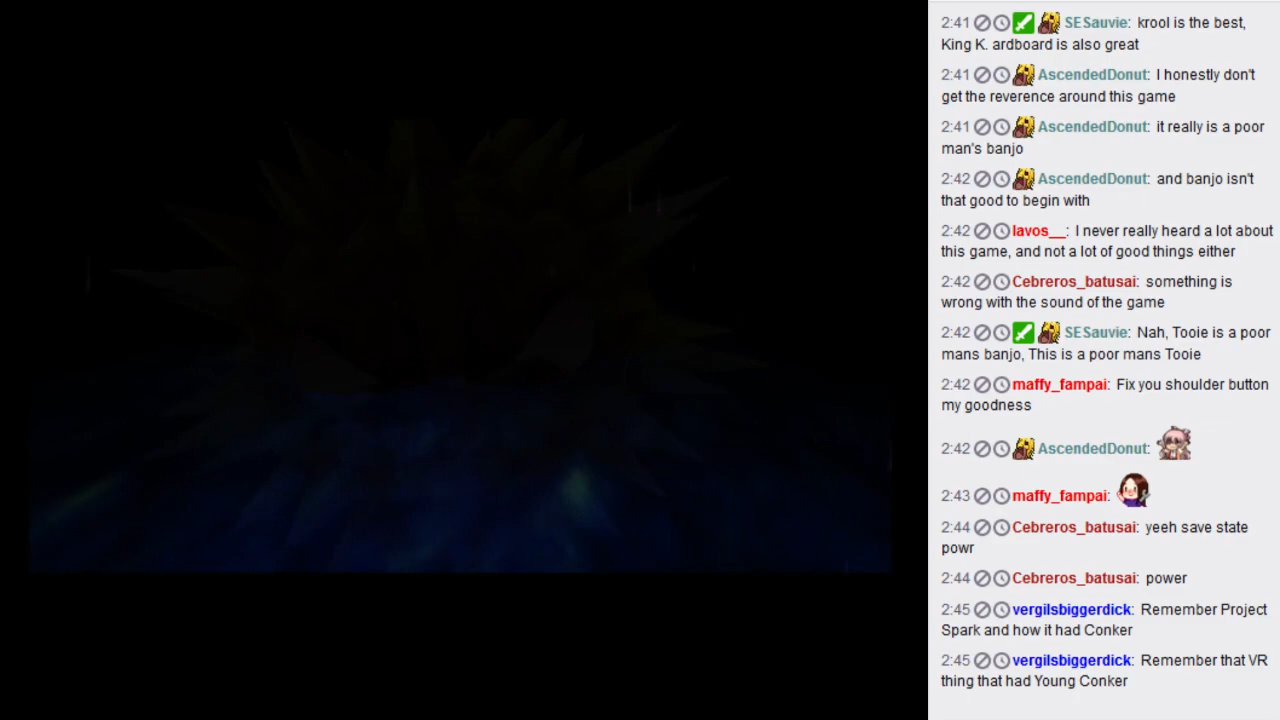 2:41 SESauvie: krool is the best,
King K. ardboard is also great
2:41 AscendedDonut: I honestly don't
get the reverence around this game
2:41 AscendedDonut: it really is a poor
man's banjo
2:42 AscendedDonut: and banjo isn't
that good to begin with
2:42 lavos__: I never really heard a lot about
this game, and not a lot of good things either
2:42 Cebreros_batusai: something is
wrong with the sound of the game
2:42 SESauvie: Nah, Tooie is a poor
mans banjo, This is a poor mans Tooie
2:42 maffy_fampai: Fix you shoulder button
my goodness
2:42 AscendedDonut:
2:43 maffy_fampai:
2:44 Cebreros_batusai: yeeh save state
powr
2:44 Cebreros_batusai: power
2:45 vergilsbiggerdick: Remember Project
Spark and how it had Conker
2:45 vergilsbiggerdick: Remember that VR
thing that had Young Conker